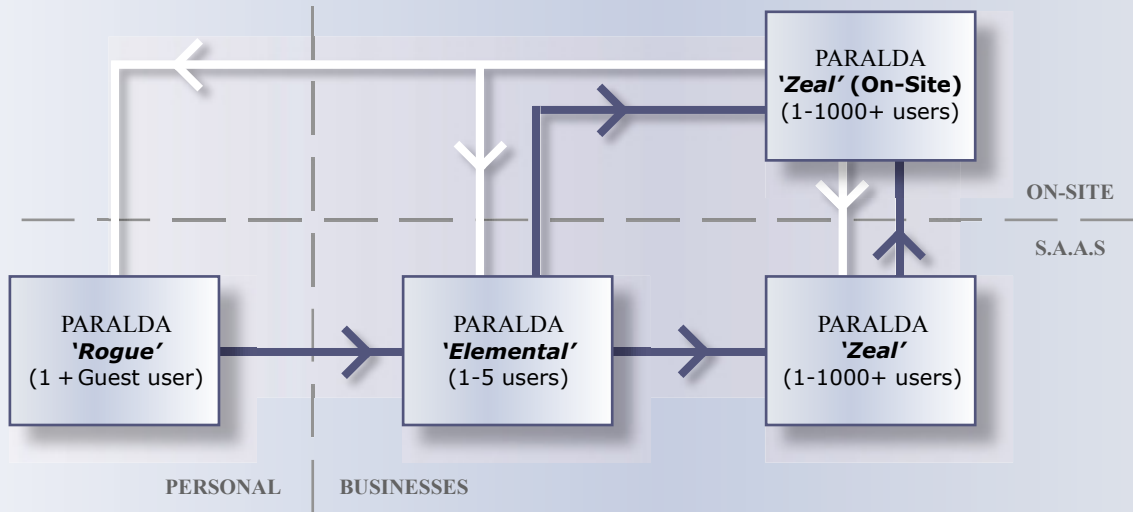 PARALDA
‘Zeal’ (On-Site)
(1-1000+ users)
ON-SITE
S.A.A.S
PARALDA
‘Rogue’
(1 + Guest user)
PARALDA
‘Elemental’
(1-5 users)
PARALDA
‘Zeal’
(1-1000+ users)
PERSONAL
BUSINESSES